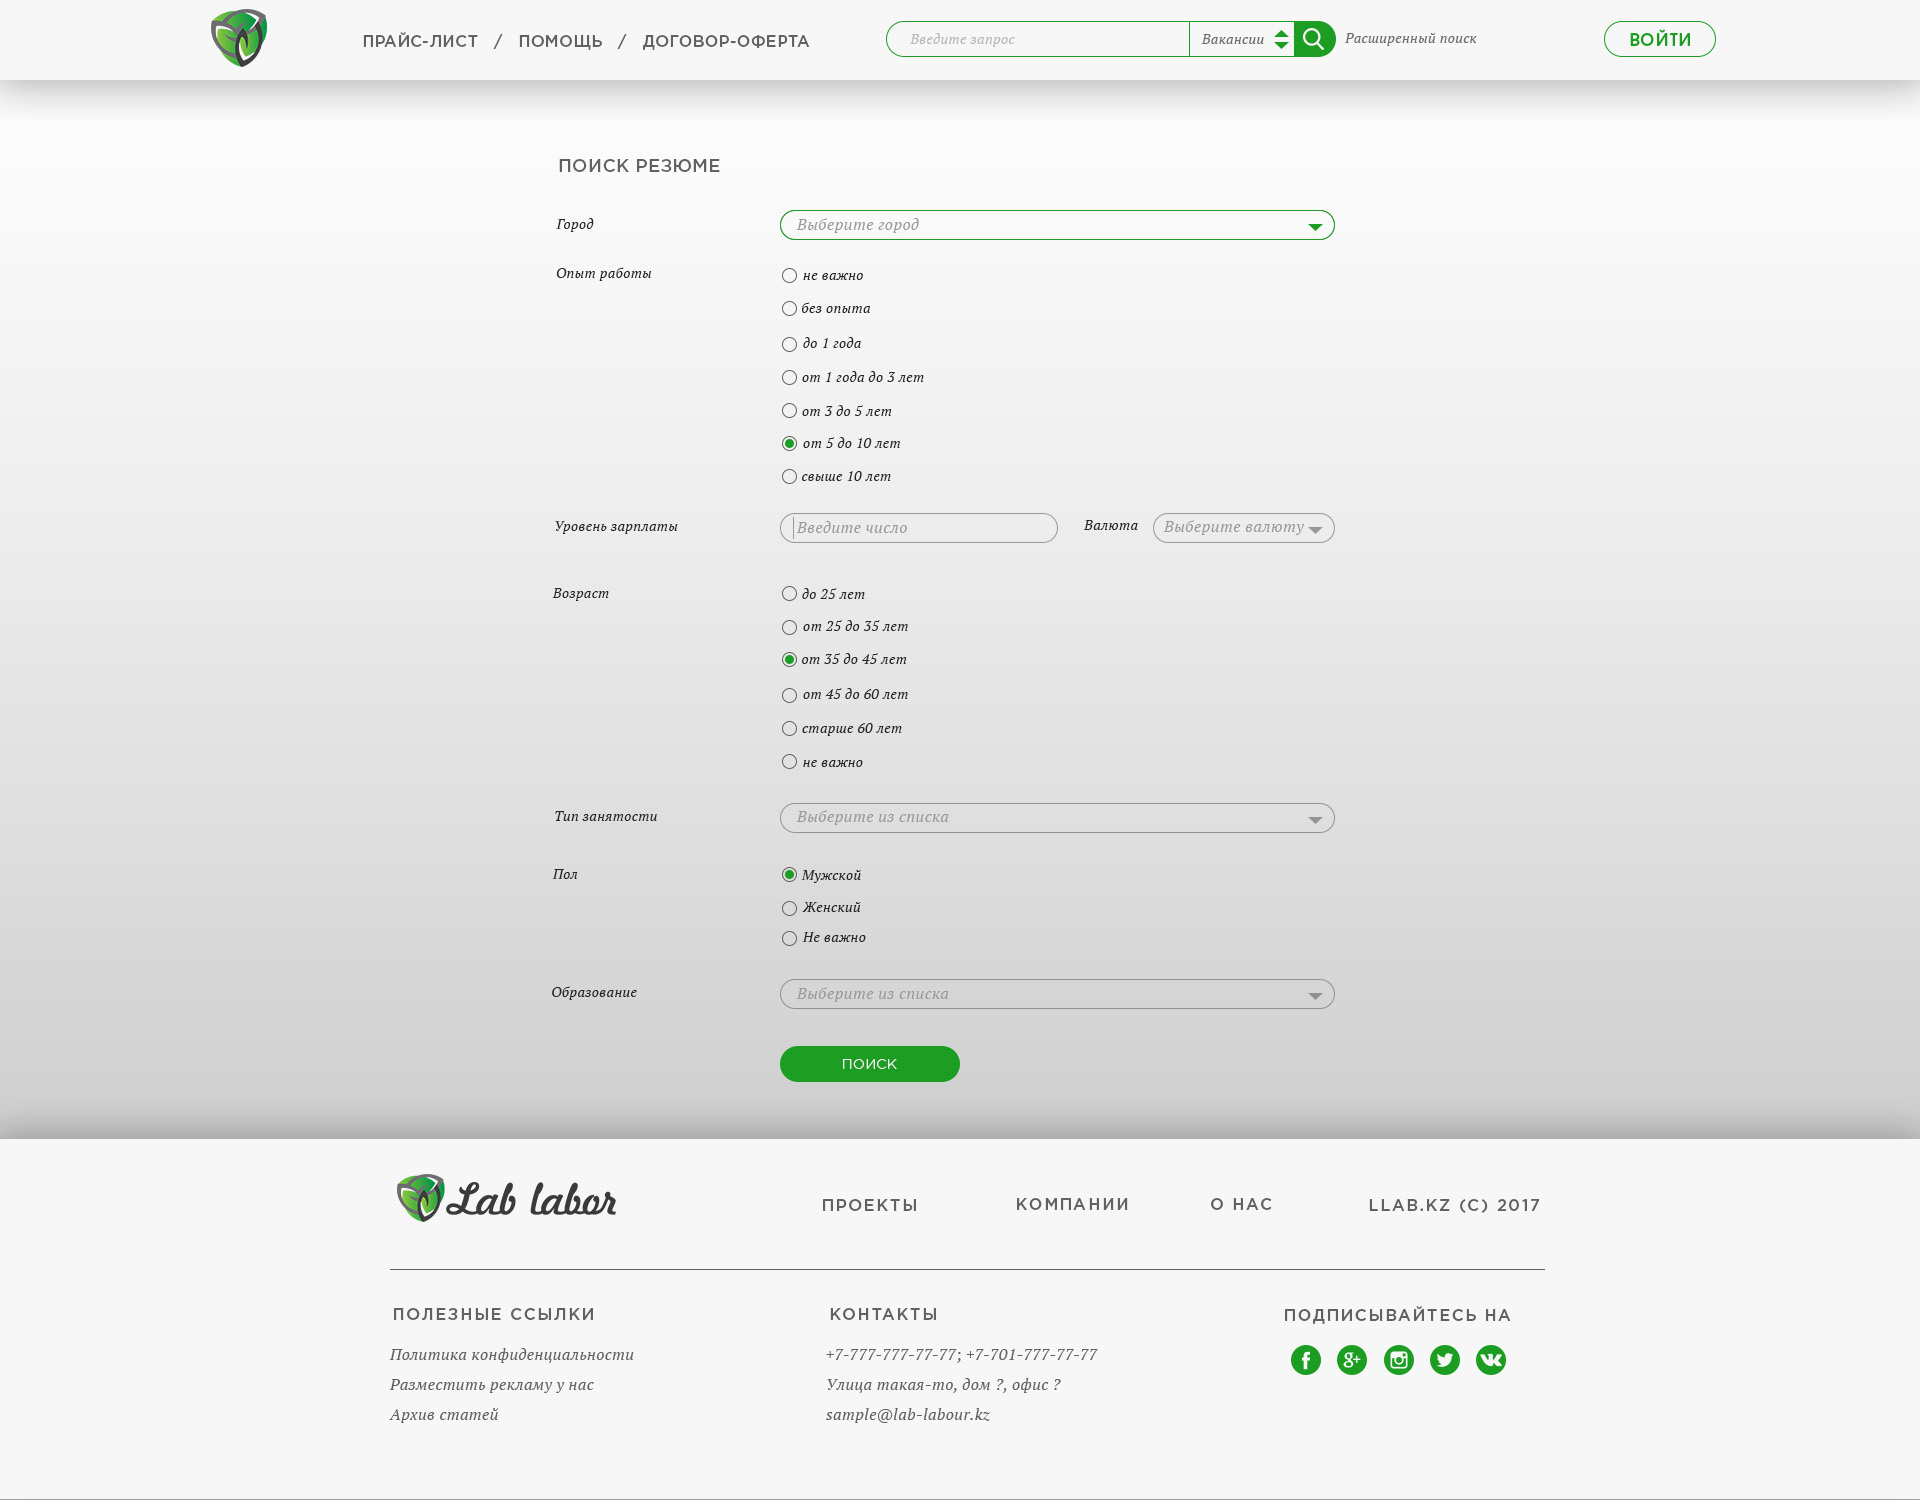 ПРАЙС-ЛИСТ / ПОМОЩЬ / ДОГОВОР-ОФЕРТА
Введите запрос
Вакансии
Расширенный поиск
ВОЙТИ
ПОИСК РЕЗЮМЕ
Город
Выберите город
Опыт работы
не важно
без опыта
до 1 года
от 1 года до 3 лет
от 3 до 5 лет
от 5 до 10 лет
свыше 10 лет
Уровень зарплаты
Введите число
Валюта
Выберите валюту
Возраст
до 25 лет
от 25 до 35 лет
от 35 до 45 лет
от 45 до 60 лет
старше 60 лет
не важно
Тип занятости
Выберите из списка
Пол
Мужской
Женский
Не важно
Образование
Выберите из списка
ПОИСК
Lab labor
ПРОЕКТЫ
КОМПАНИИ
О НАС
LLAB.KZ (C) 2017
ПОЛЕЗНЫЕ ССЫЛКИ
Политика конфиденциальности
Разместить рекламу у нас
Архив статей
КОНТАКТЫ
+7-777-777-77-77; +7-701-777-77-77
Улица такая-то, дом ?, офис ?
sample@lab-labour.kz
ПОДПИСЫВАЙТЕСЬ НА